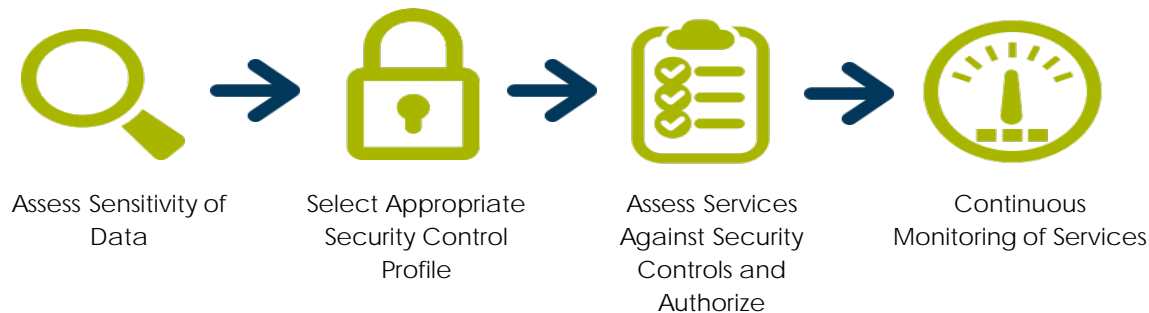 Assess Sensitivity of
Data
Select Appropriate
Security Control
Profile
Assess Services
Against Security
Controls and
Authorize
Continuous
Monitoring of Services